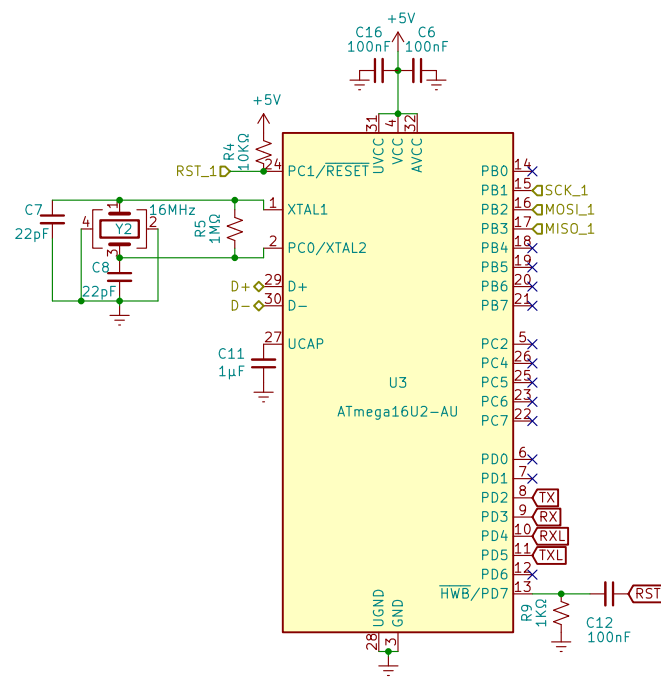 +5V
C16
100nF
C6
100nF
+5V
31
4
32
UVCC
VCC
AVCC
R4
10KΩ
RST_1
24
PC1/RESET
PB0
14
PB1
15
SCK_1
PB2
16
MOSI_1
PB3
17
MISO_1
PB4
18
PB5
19
PB6
20
PB7
21
C7
22pF
1
16MHz
4
Y2
2
3
R5
1MΩ
1
XTAL1
2
PC0/XTAL2
C8
22pF
D+
29
D+
D-
30
D-
27
UCAP
C11
1µF
PC2
5
PC4
26
PC5
25
PC6
23
PC7
22
U3
ATmega16U2-AU
PD0
6
PD1
7
PD2
8
TX
PD3
9
RX
PD4
10
RXL
PD5
11
TXL
PD6
12
HWB/PD7
13
R9
1KΩ
C12
100nF
RST
UGND
GND
28
3